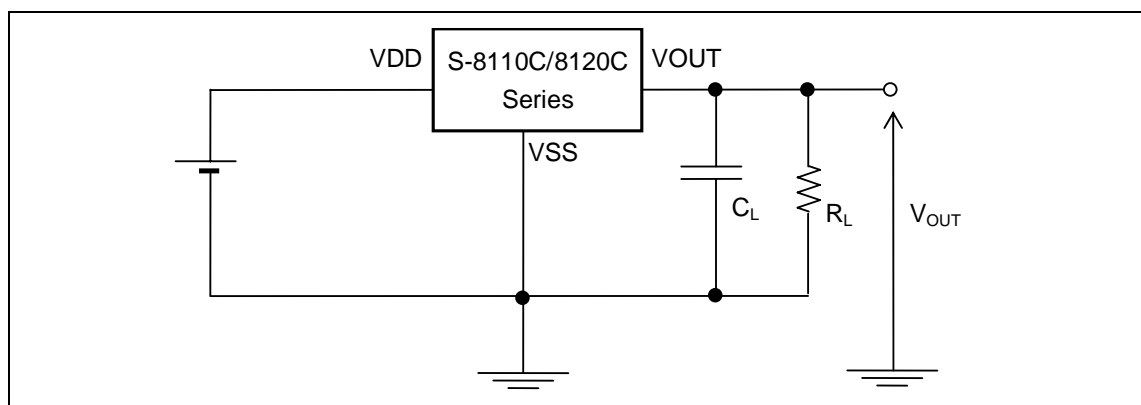 VDD
S-8110C/8120C
Series
VOUT
VSS
CL
RL
VOUT